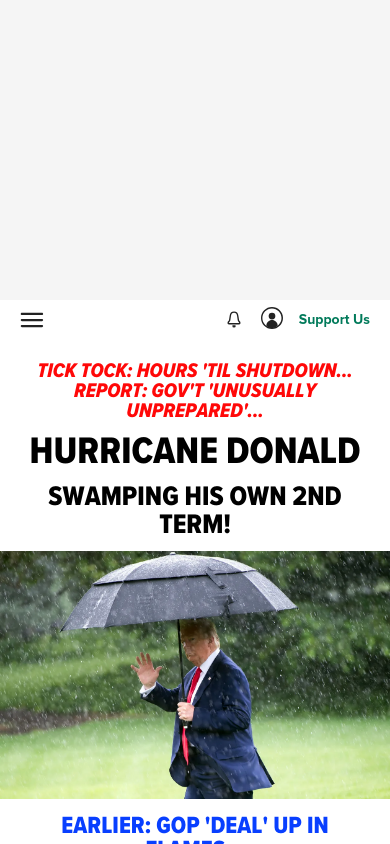 Support Us
TICK TOCK: HOURS 'TIL SHUTDOWN...
REPORT: GOV'T 'UNUSUALLY
UNPREPARED'...
HURRICANE DONALD
SWAMPING HIS OWN 2ND
TERM!
EARLIER: GOP 'DEAL' UP IN
FLAMES